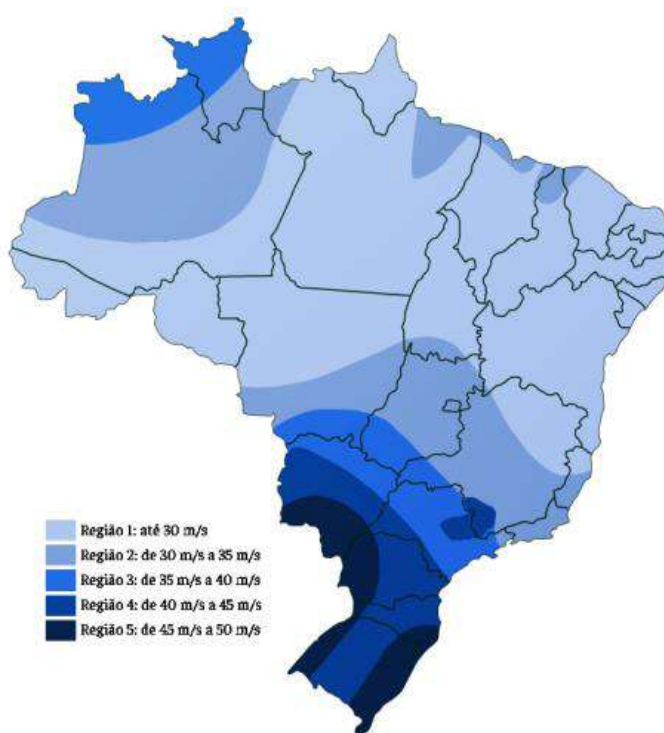 Região 1: até 30 m/s
Região 2: de 30 m/s a 35 m/s
Região 3: de 35 m/s a 40 m/s
Região 4: de 40 m/s a 45 m/s
Região 5: de 45 m/s a 50 m/s